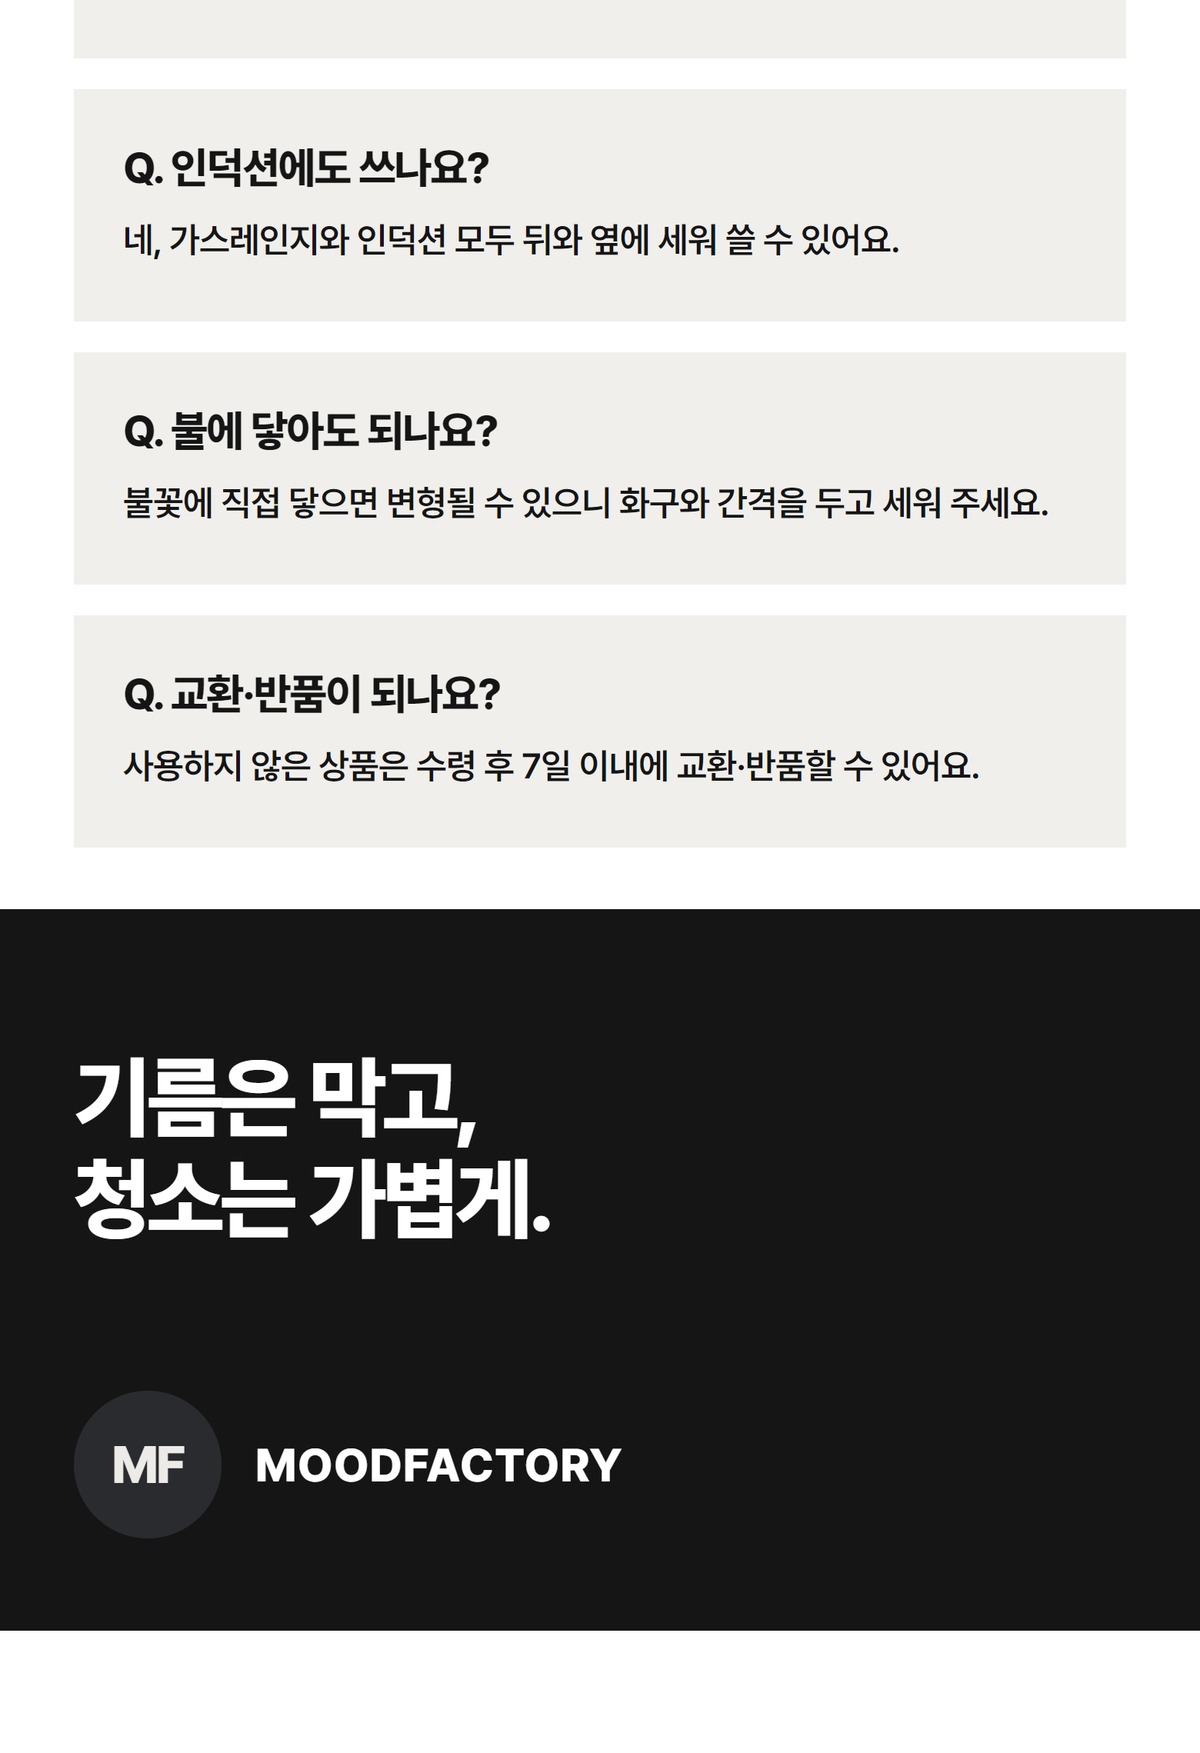 Q. 인덕션에도 쓰나요?
네, 가스레인지와 인덕션 모두 뒤와 옆에 세워 쓸 수 있어요.
Q. 불에 닿아도 되나요?
불꽃에 직접 닿으면 변형될 수 있으니 화구와 간격을 두고 세워 주세요.
Q. 교환·반품이 되나요?
사용하지 않은 상품은 수령 후 7일 이내에 교환·반품할 수 있어요.
기름은 막고,
청소는 가볍게.
MF
MOODFACTORY